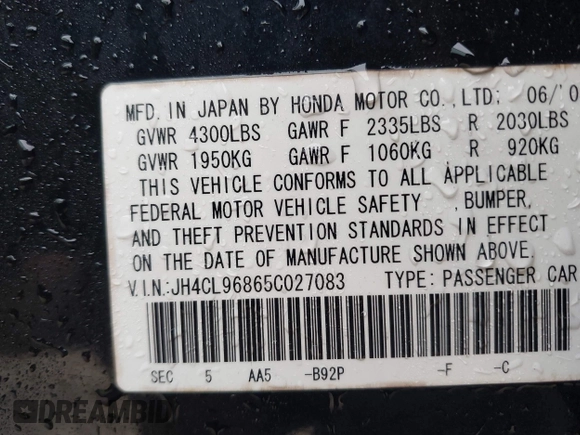 MFD. IN JAPAN BY HONDA MOTOR CO.,LTD: 06/'0
GVWR 4300LBS GAWR F 2335LBS R 2030LBS
GVWR 1950KG GAWR F 1060KG R 920KG
THIS VEHICLE CONFORMS TO ALL APPLICABLE
FEDERAL MOTOR VEHICLE SAFETY ,BUMPER,
AND THEFT PREVENTION STANDARDS IN EFFECT
ON THE DATE OF MANUFACTURE SHOWN ABOVE.
V.I.N:JH4CL96865C027083 TYPE: PASSENGER CAR
SEC 5 AA5 -B92P -F -C
DREAMBID